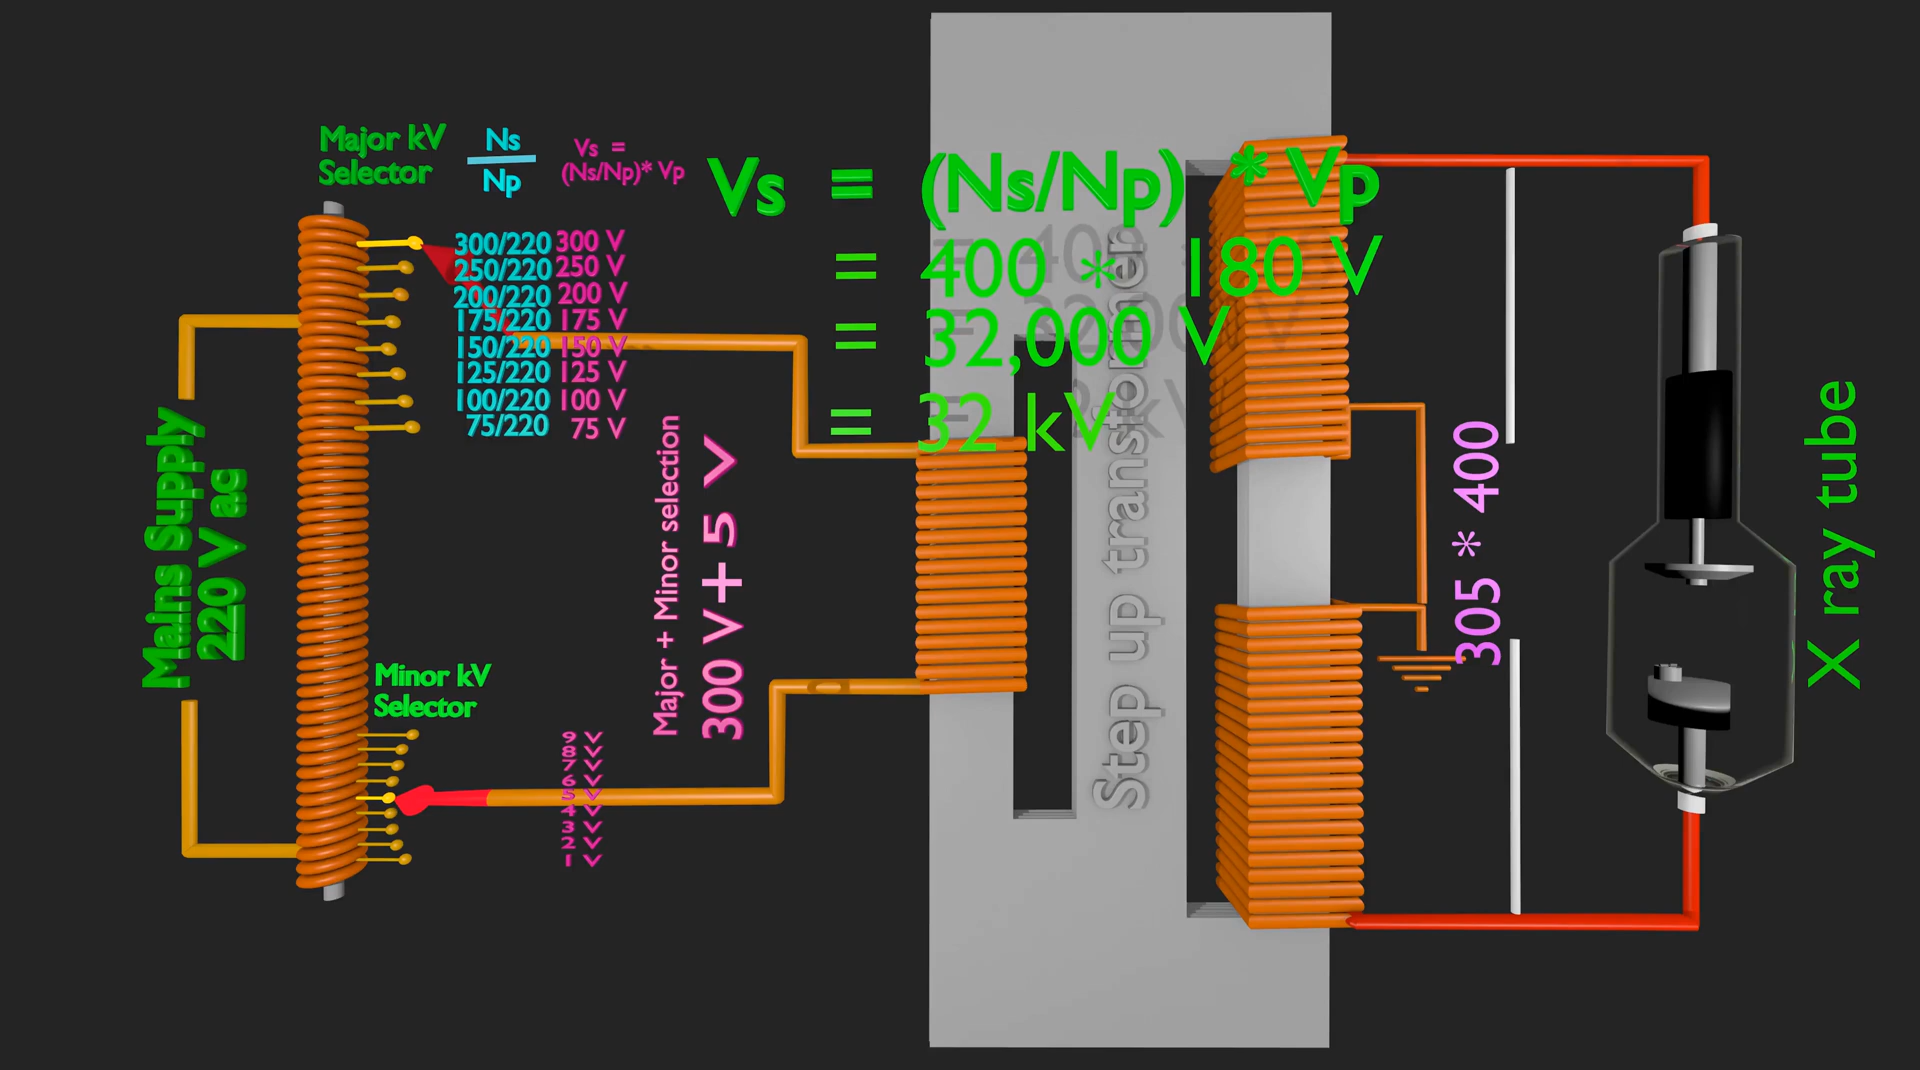 Major kV
Selector
Ns
Np
Vs =
(Ns/Np)* Vp
Vs = (Ns/Np) * Vp
= 400 * 180 V
= 32,000 V
= 32 kV
300/220 300 V
250/220 250 V
200/220 200 V
175/220 175 V
150/220 150 V
125/220 125 V
100/220 100 V
75/220 75 V
Mains Supply
220 V ac
Major + Minor selection
300 V+ 5 V
Minor kV
Selector
9 V
8 V
7 V
6 V
5 V
4 V
3 V
2 V
1 V
Step up transtormer
305 * 400
X ray tube